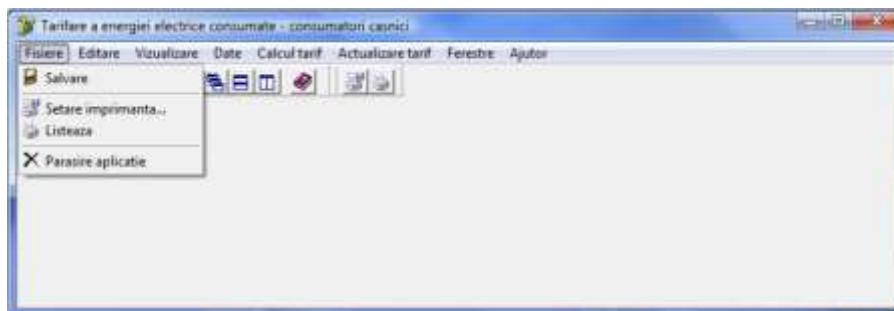 Tarifare a energiei electrice consumate - consumatori casnici
Fisiere Editare Vizualizare Date Calcul tarif Actualizare tarif Ferestre Ajutor
Salvare
Setare imprimanta...
Listeaza
Parasire aplicatie